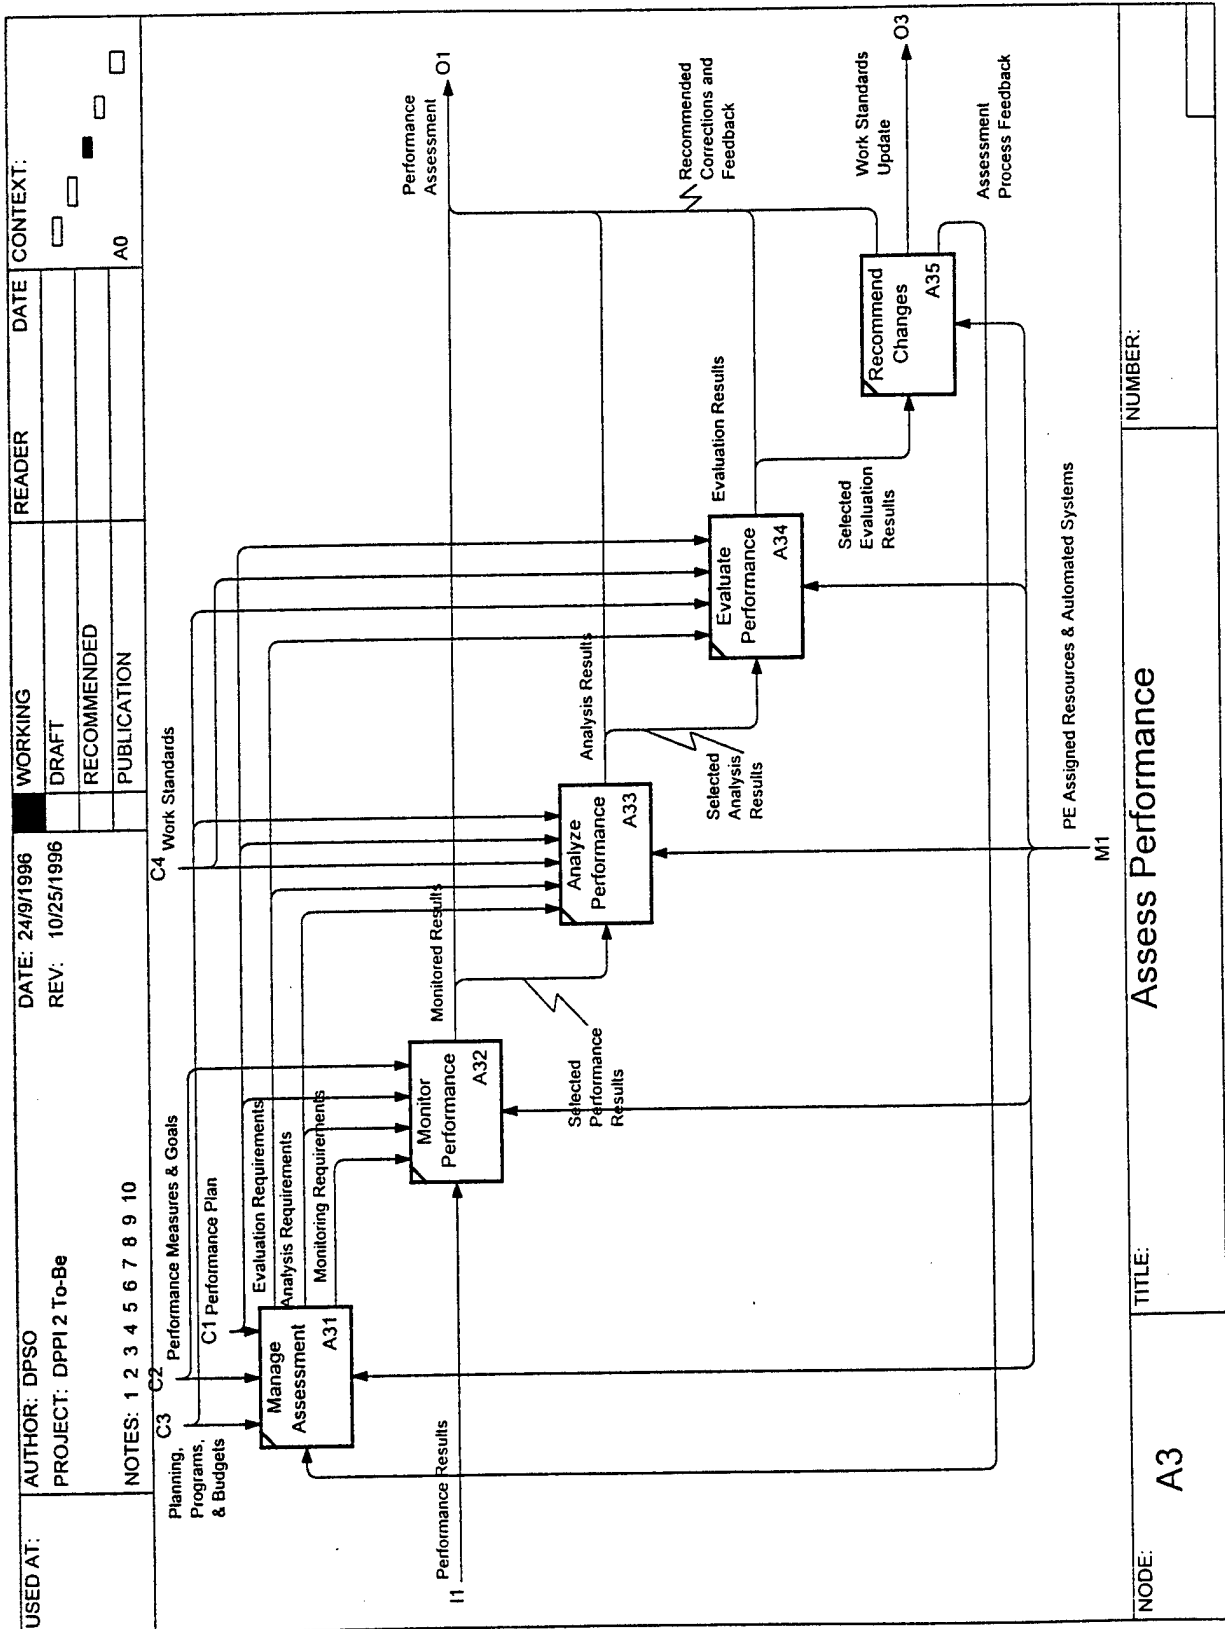 USED AT:
AUTHOR: DPSO
PROJECT: DPPI 2 To-Be
NOTES: 1 2 3 4 5 6 7 8 9 10
DATE: 24/9/1996
REV: 10/25/1996
WORKING
DRAFT
RECOMMENDED
PUBLICATION
READER
DATE
CONTEXT:
A0
C3
Planning,
Programs,
& Budgets
C2
Performance Measures & Goals
C1 Performance Plan
C4 Work Standards
Manage
Assessment
A31
Evaluation Requirements
Analysis Requirements
Monitoring Requirements
I1 Performance Results
Monitor
Performance
A32
Monitored Results
Selected
Performance
Results
Analyze
Performance
A33
Analysis Results
Selected
Analysis
Results
Evaluate
Performance
A34
Evaluation Results
Selected
Evaluation
Results
Recommend
Changes
A35
Performance
Assessment
O1
Recommended
Corrections and
Feedback
Work Standards
Update
O3
Assessment
Process Feedback
PE Assigned Resources & Automated Systems
M1
NODE:
A3
TITLE:
Assess Performance
NUMBER: